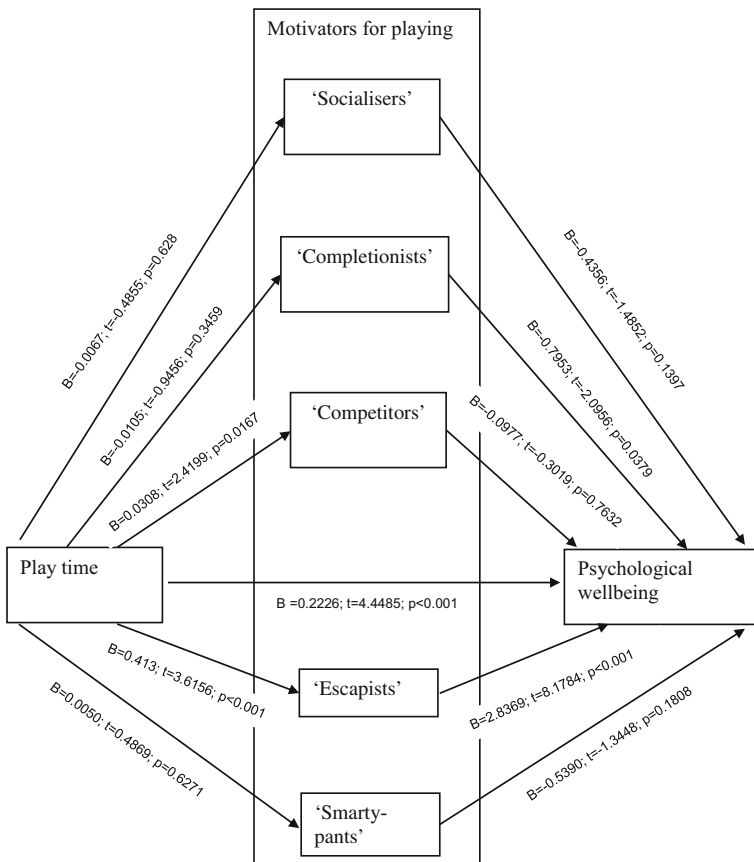 Motivators for playing
‘Socialisers’
B=-0.0067; t=-0.4855; p=0.628
B=-0.4356; t=-1.4852; p=0.1397
‘Completionists’
B=-0.0105; t=-0.9456; p=0.3459
B=-0.7953; t=-2.0956; p=0.0379
‘Competitors’
B=0.0308; t=2.4199; p=0.0167
B=-0.0977; t=-0.3019; p=0.7632
Play time
Psychological
wellbeing
B =0.2226; t=4.4485; p<0.001
B=0.413; t=3.6156; p<0.001
‘Escapists’
B=2.8369; t=8.1784; p<0.001
B=0.0050; t=0.4869; p=0.6271
‘Smarty-
pants’
B=-0.5390; t=-1.3448; p=0.1808